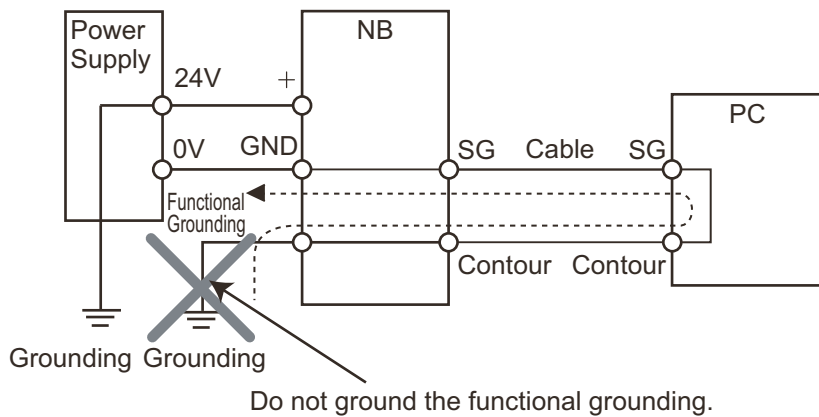 Power
Supply
NB
24V
+
PC
0V
GND
SG
Cable
SG
Functional
Grounding
Contour
Contour
Grounding
Grounding
Do not ground the functional grounding.